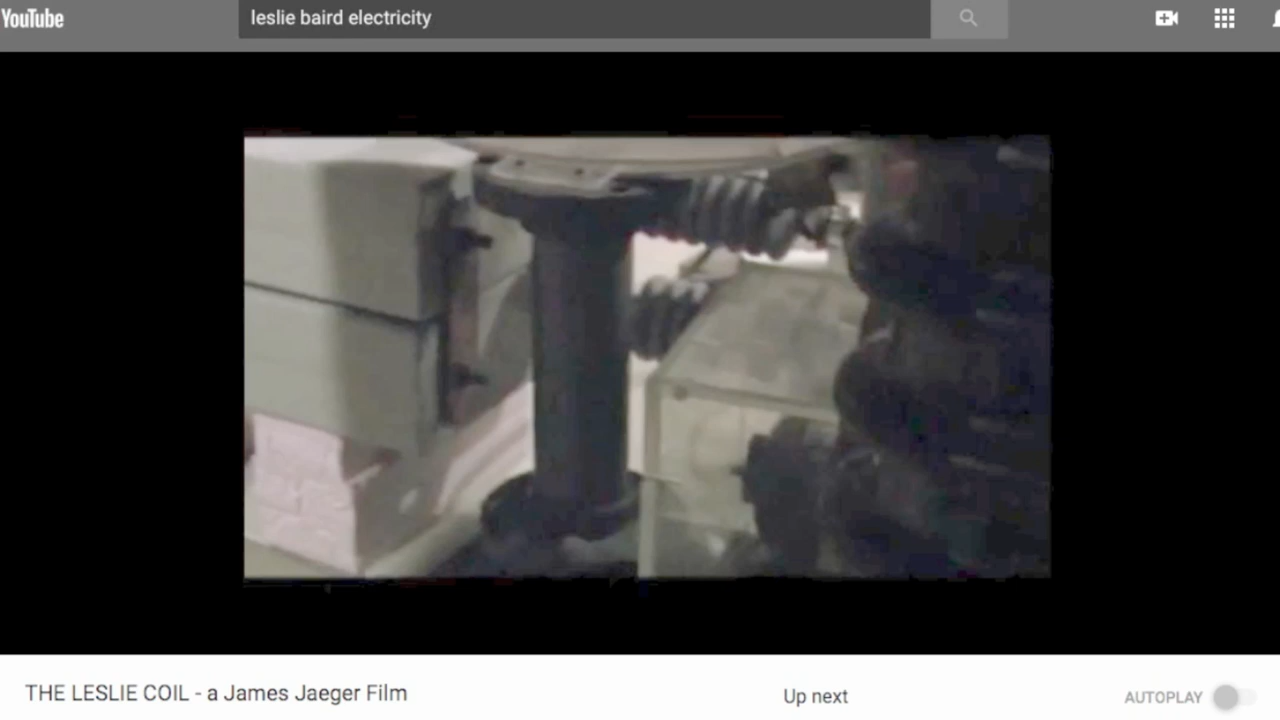 YouTube
leslie baird electricity
THE LESLIE COIL - a James Jaeger Film
Up next
AUTOPLAY